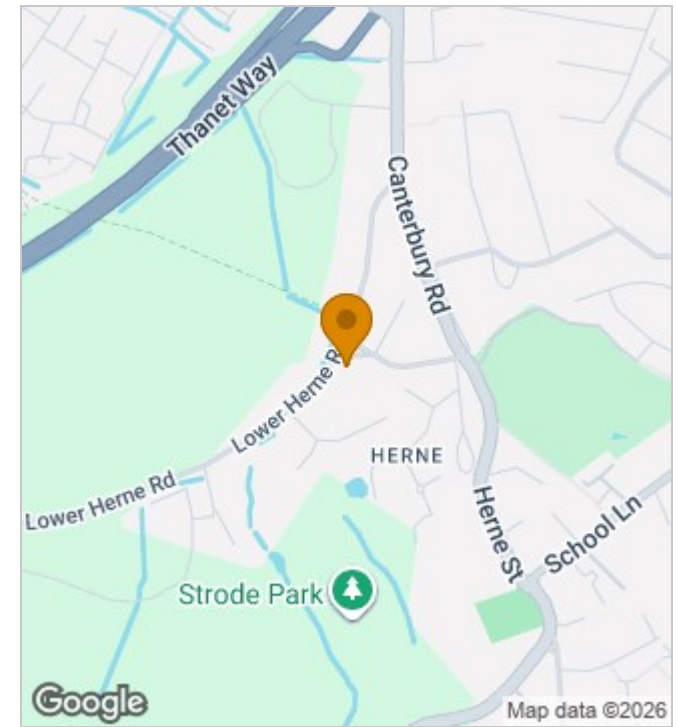 Thanet Way
Canterbury Rd
Lower Herne R
HERNE
Lower Herne Rd
Herne St
School Ln
Strode Park
Google
Map data ©2026